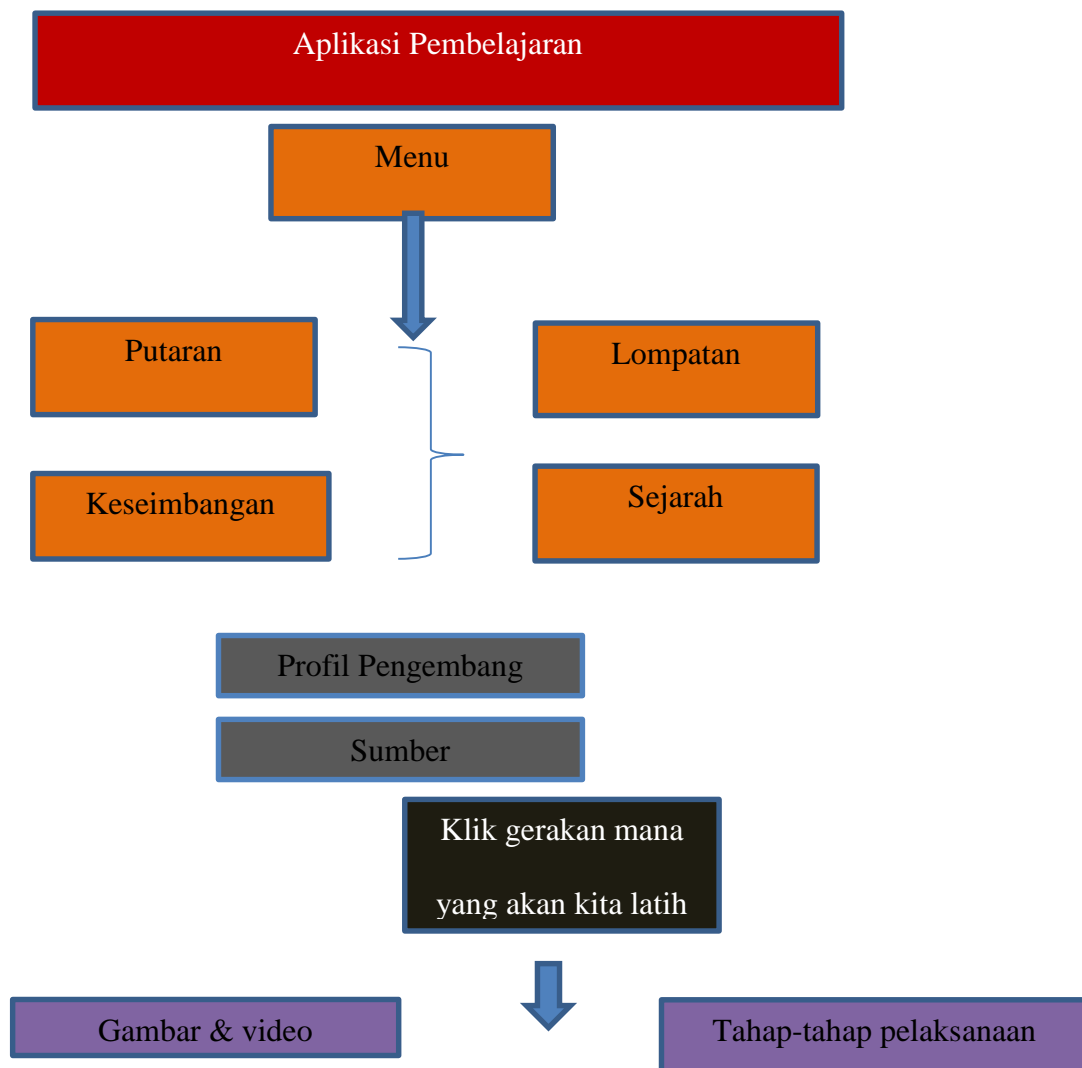 Aplikasi Pembelajaran
Menu
Putaran
Lompatan
Keseimbangan
Sejarah
Profil Pengembang
Sumber
Klik gerakan mana
yang akan kita latih
Gambar & video
Tahap-tahap pelaksanaan